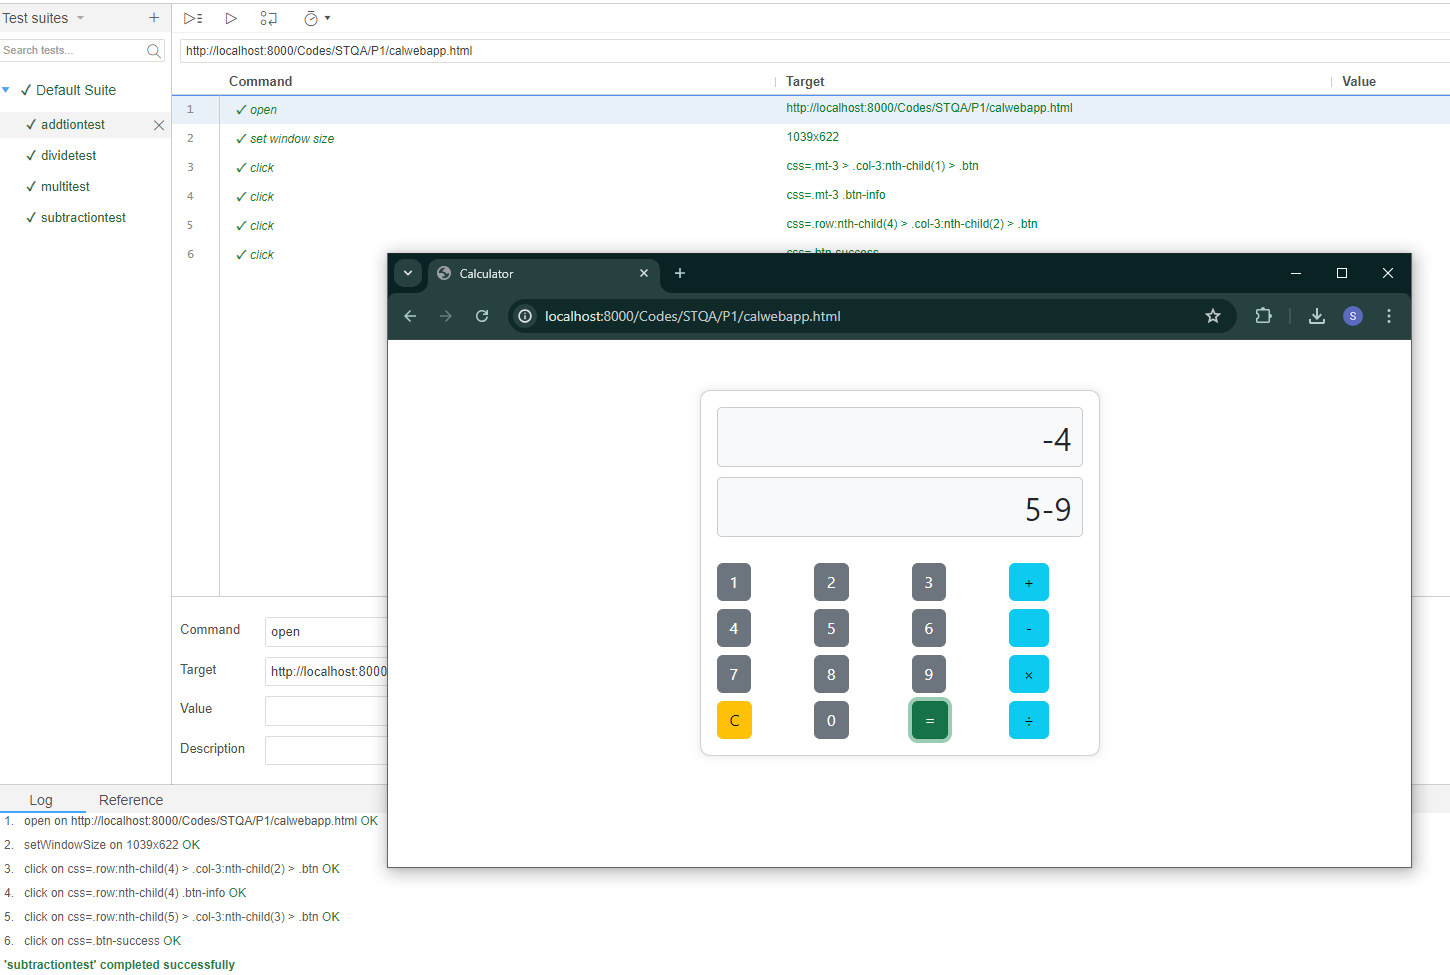 Test suites
+
Search tests...
Default Suite
addtiontest
dividetest
multitest
subtractiontest
http://localhost:8000/Codes/STQA/P1/calwebapp.html
Command Target Value
1 ✓ open http://localhost:8000/Codes/STQA/P1/calwebapp.html
2 ✓ set window size 1039x622
3 ✓ click css=.mt-3 > .col-3:nth-child(1) > .btn
4 ✓ click css=.mt-3 .btn-info
5 ✓ click css=.row:nth-child(4) > .col-3:nth-child(2) > .btn
6 ✓ click css=.btn-success
Calculator
localhost:8000/Codes/STQA/P1/calwebapp.html
S
-4
5-9
1 2 3 +
4 5 6 -
7 8 9 ×
C 0 = ÷
Command open
Target http://localhost:8000
Value
Description
Log Reference
1. open on http://localhost:8000/Codes/STQA/P1/calwebapp.html OK
2. setWindowSize on 1039x622 OK
3. click on css=.row:nth-child(4) > .col-3:nth-child(2) > .btn OK
4. click on css=.row:nth-child(4) .btn-info OK
5. click on css=.row:nth-child(5) > .col-3:nth-child(3) > .btn OK
6. click on css=.btn-success OK
'subtractiontest' completed successfully